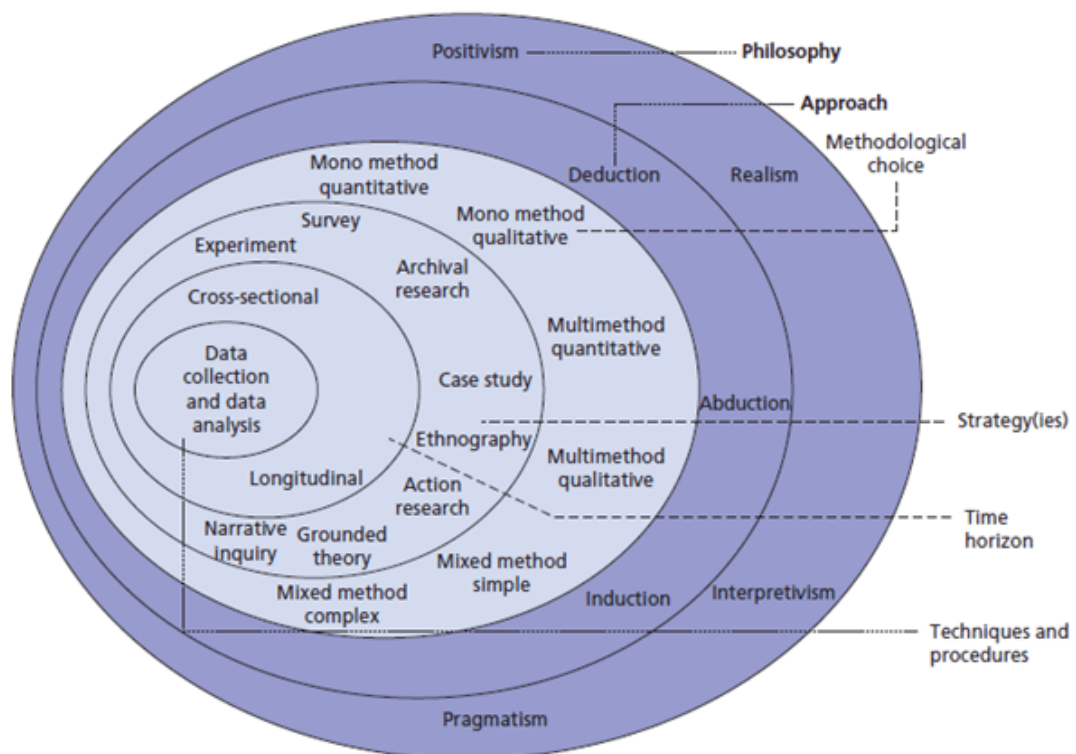 Positivism
Philosophy
Approach
Methodological
choice
Mono method
quantitative
Deduction
Realism
Mono method
qualitative
Survey
Experiment
Archival
research
Cross-sectional
Multimethod
quantitative
Data
collection
and data
analysis
Case study
Abduction
Strategy(ies)
Ethnography
Multimethod
qualitative
Longitudinal
Action
research
Time
horizon
Narrative
inquiry
Grounded
theory
Mixed method
simple
Mixed method
complex
Induction
Interpretivism
Techniques and
procedures
Pragmatism